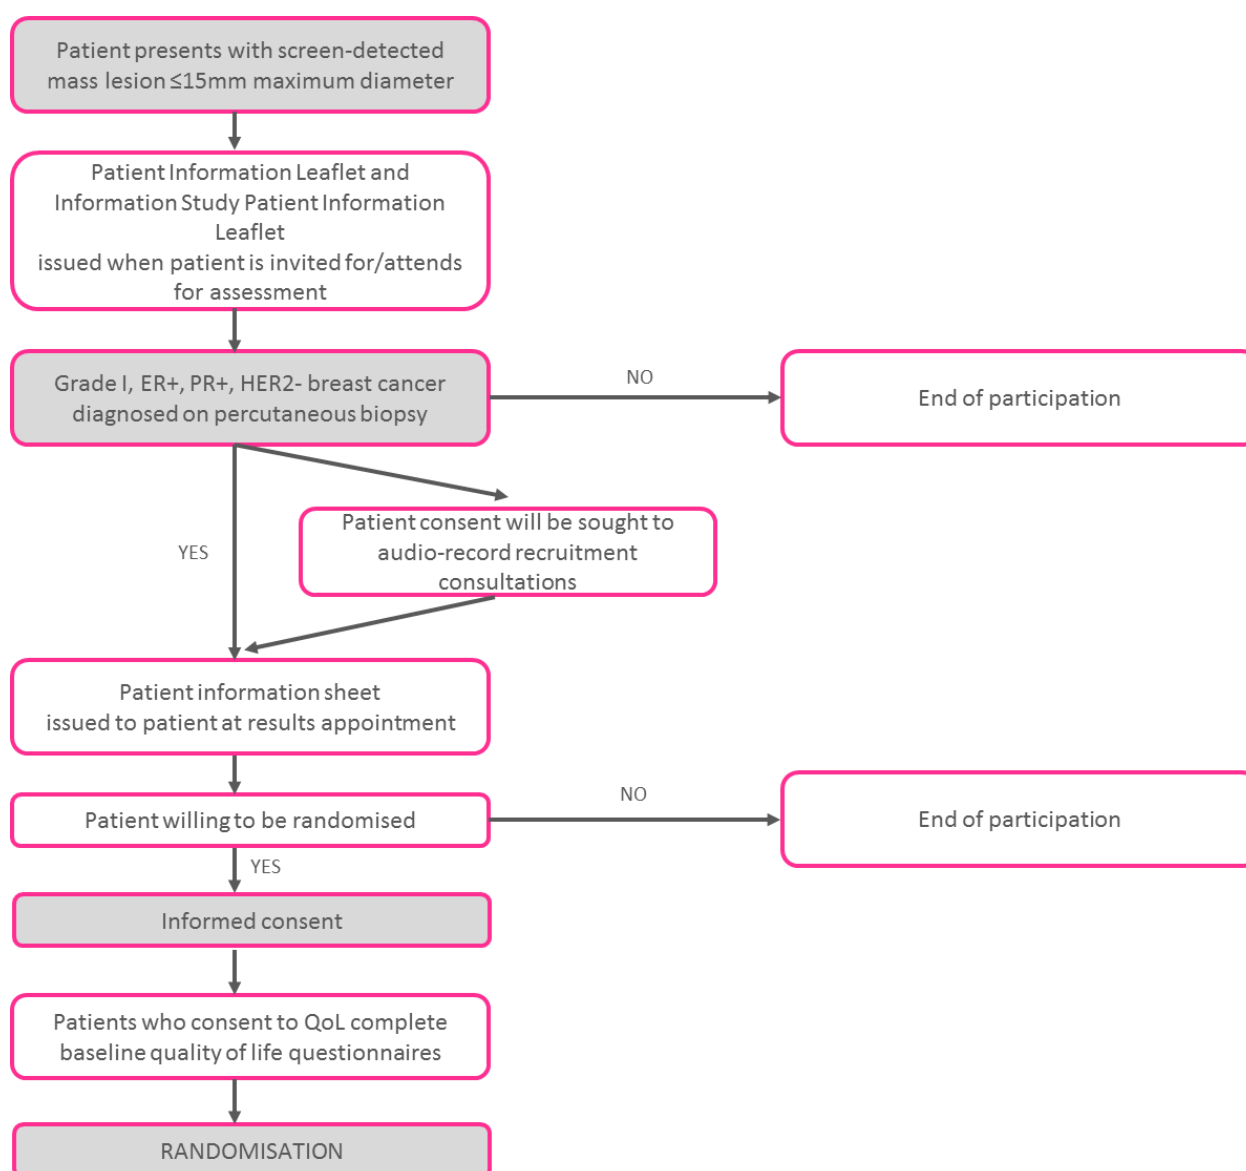 Patient presents with screen-detected
mass lesion ≤15mm maximum diameter
Patient Information Leaflet and
Information Study Patient Information
Leaflet
issued when patient is invited for/attends
for assessment
Grade I, ER+, PR+, HER2- breast cancer
diagnosed on percutaneous biopsy
NO
End of participation
Patient consent will be sought to
audio-record recruitment
consultations
YES
Patient information sheet
issued to patient at results appointment
Patient willing to be randomised
NO
End of participation
YES
Informed consent
Patients who consent to QoL complete
baseline quality of life questionnaires
RANDOMISATION